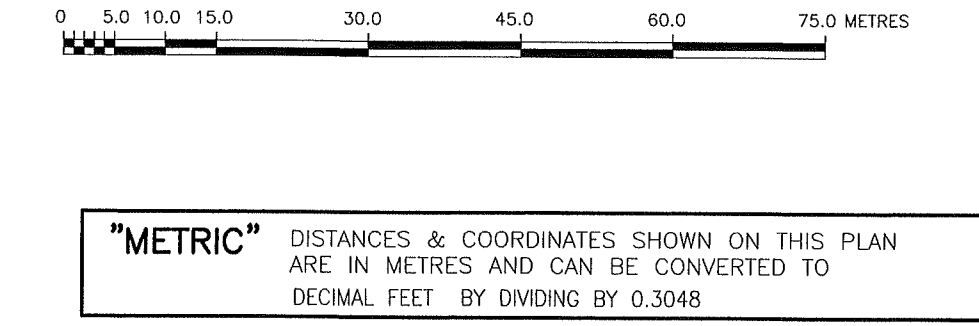 0 5.0 10.0 15.0 30.0 45.0 60.0 75.0 METRES
"METRIC" DISTANCES & COORDINATES SHOWN ON THIS PLAN
ARE IN METRES AND CAN BE CONVERTED TO
DECIMAL FEET BY DIVIDING BY 0.3048